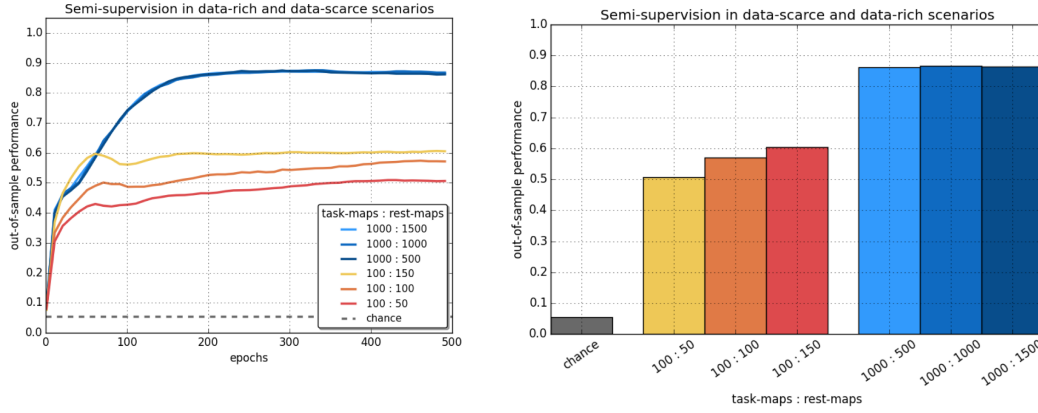 Semi-supervision in data-rich and data-scarce scenarios
1.0
0.9
0.8
0.7
0.6
0.5
0.4
0.3
0.2
0.1
0.0
out-of-sample performance
0
100
200
300
400
500
epochs
task-maps : rest-maps
1000 : 1500
1000 : 1000
1000 : 500
100 : 150
100 : 100
100 : 50
chance
Semi-supervision in data-scarce and data-rich scenarios
1.0
0.9
0.8
0.7
0.6
0.5
0.4
0.3
0.2
0.1
0.0
out-of-sample performance
chance
100 : 50
100 : 100
100 : 150
1000 : 500
1000 : 1000
1000 : 1500
task-maps : rest-maps